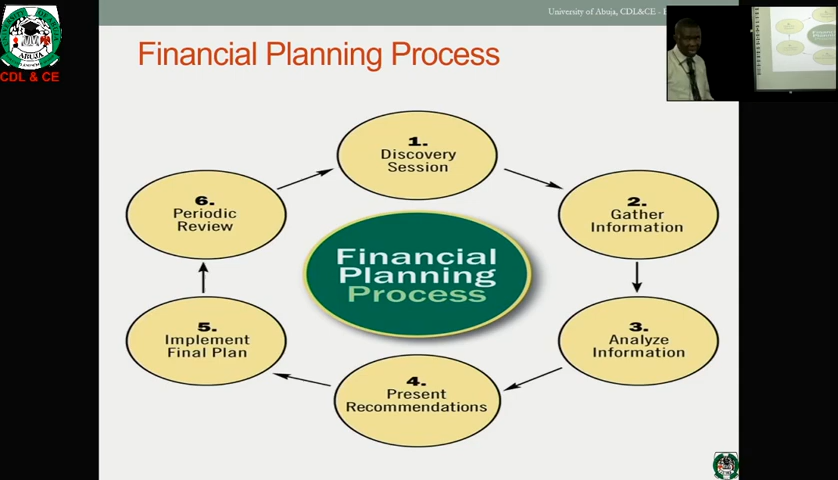 University of Abuja, CDL&CE -
CDL & CE
ABUJA
Financial Planning Process
1.
Discovery
Session
2.
Gather
Information
3.
Analyze
Information
4.
Present
Recommendations
5.
Implement
Final Plan
6.
Periodic
Review
Financial
Planning
Process